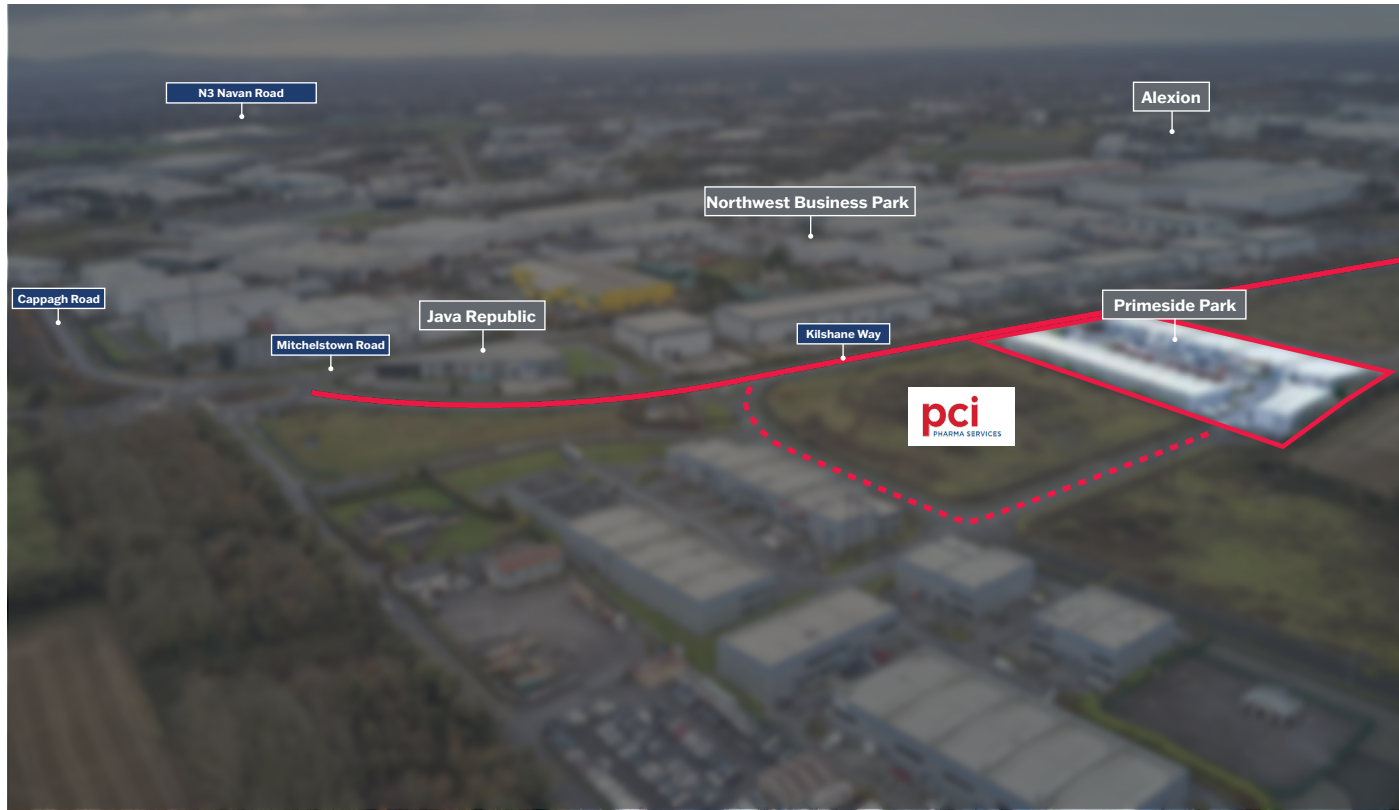 N3 Navan Road
Alexion
Northwest Business Park
Cappagh Road
Java Republic
Primeside Park
Mitchelstown Road
Kilshane Way
pci
PHARMA SERVICES